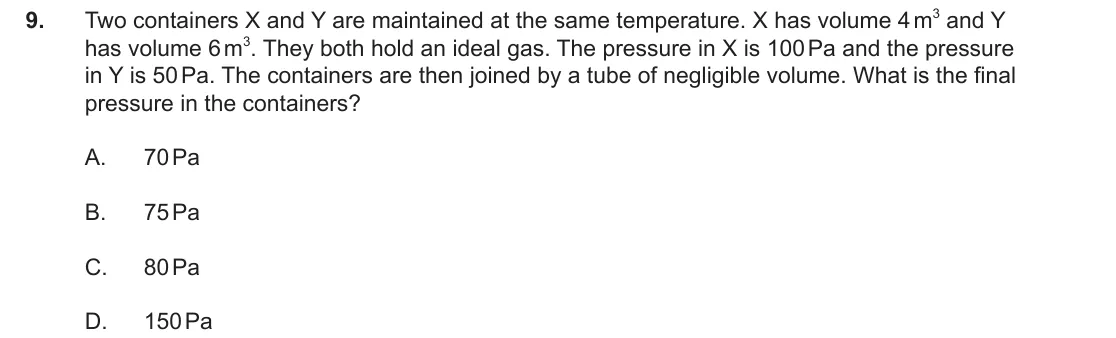 9. Two containers X and Y are maintained at the same temperature. X has volume 4 m³ and Y
has volume 6 m³. They both hold an ideal gas. The pressure in X is 100 Pa and the pressure
in Y is 50 Pa. The containers are then joined by a tube of negligible volume. What is the final
pressure in the containers?
A. 70 Pa
B. 75 Pa
C. 80 Pa
D. 150 Pa